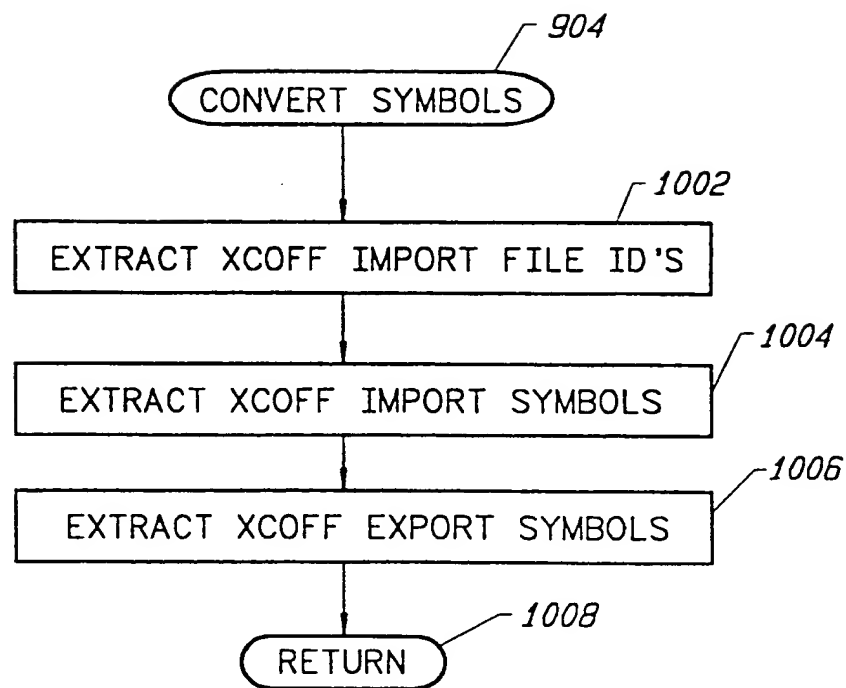 904
CONVERT SYMBOLS
1002
EXTRACT XCOFF IMPORT FILE ID'S
1004
EXTRACT XCOFF IMPORT SYMBOLS
1006
EXTRACT XCOFF EXPORT SYMBOLS
1008
RETURN